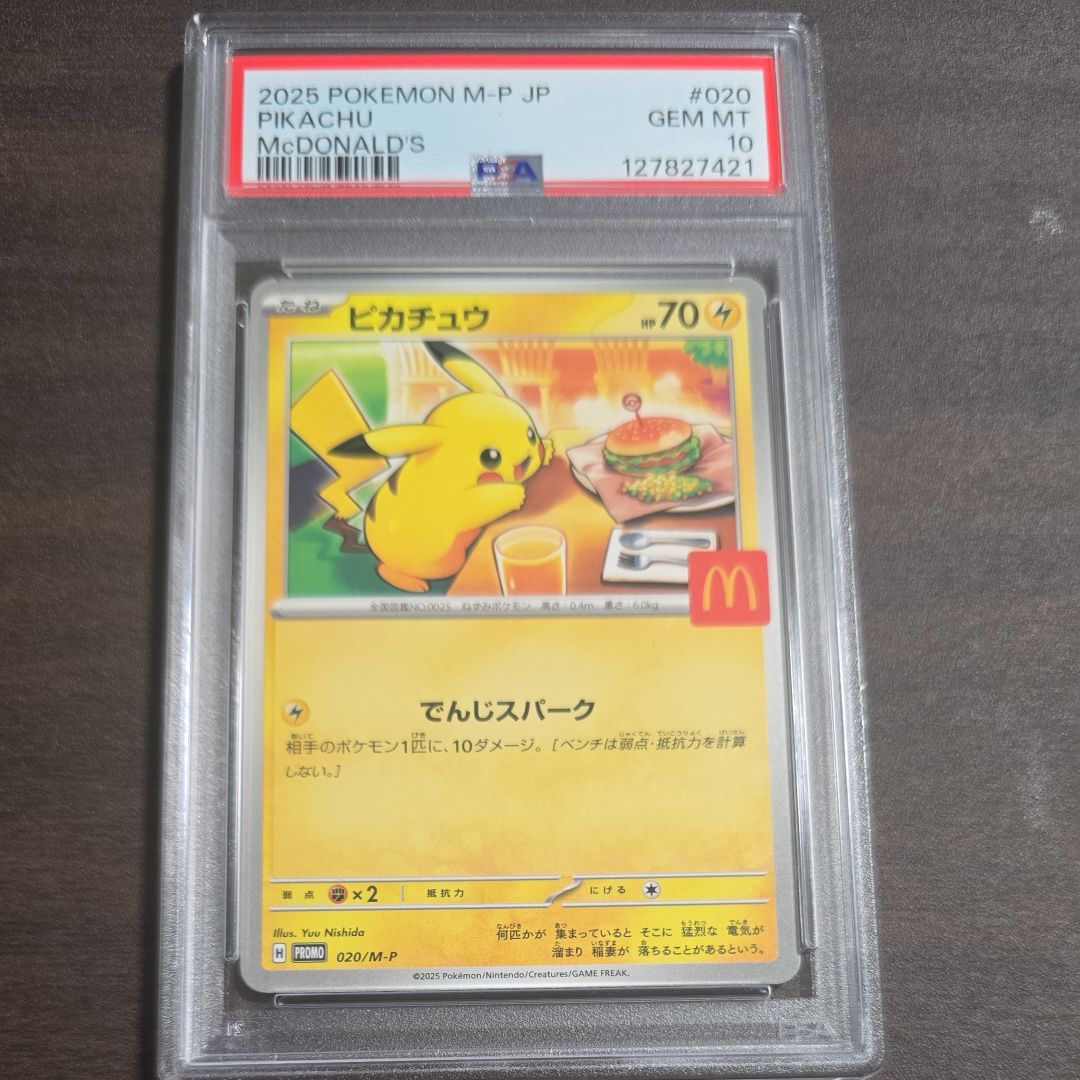 2025 POKEMON M-P JP #020
PIKACHU GEM MT
McDONALD'S 10
PSA 127827421
たね ピカチュウ HP70
全国図鑑NO.0025 ねずみポケモン 高さ:0.4m 重さ:6.0kg
でんじスパーク
相手のポケモン1匹に、10ダメージ。[ベンチは弱点・抵抗力を計算
しない。]
弱点 ×2 抵抗力 にげる
Illus. Yuu Nishida
何匹かが 集まっていると そこに 猛烈な 電気が
溜まり 稲妻が 落ちることがあるという。
H PROMO 020/M-P
©2025 Pokémon/Nintendo/Creatures/GAME FREAK.